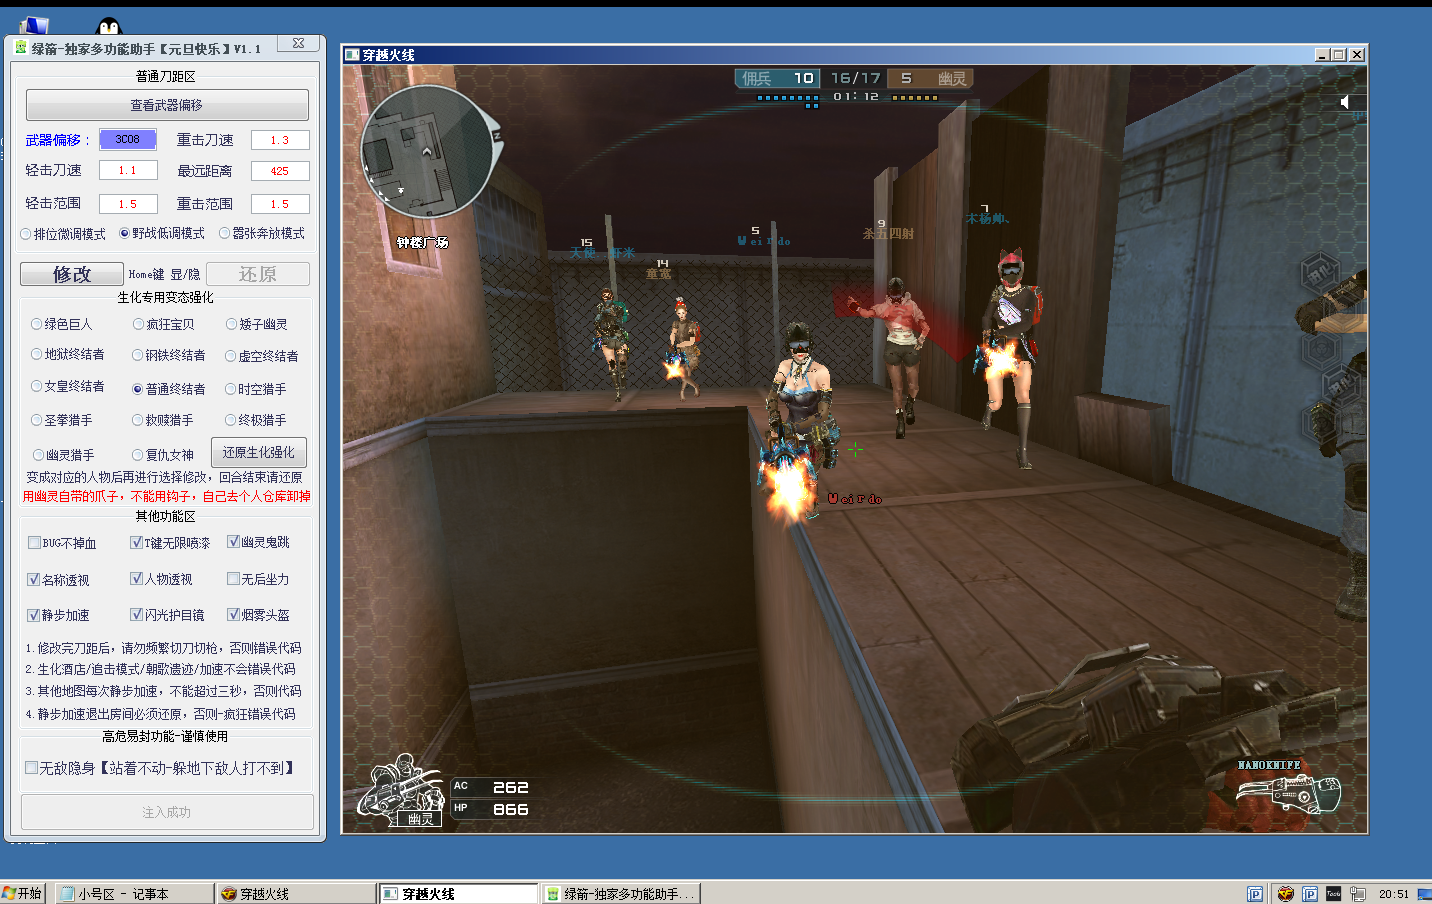 绿箭-独家多功能助手【元旦快乐】V1.1
普通刀距区
查看武器偏移
武器偏移： 3C08 重击刀速 1.3
轻击刀速 1.1 最远距离 425
轻击范围 1.5 重击范围 1.5
排位微调模式 野战低调模式 嚣张奔放模式
修改 Home键 显/隐 还原
生化专用变态强化
绿色巨人 疯狂宝贝 矮子幽灵
地狱终结者 钢铁终结者 虚空终结者
女皇终结者 普通终结者 时空猎手
圣拳猎手 救赎猎手 终极猎手
幽灵猎手 复仇女神 还原生化强化
变成对应的人物后再进行选择修改，回合结束请还原
用幽灵自带的爪子，不能用钩子，自己去个人仓库卸掉
其他功能区
BUG不掉血 T键无限喷漆 幽灵鬼跳
名称透视 人物透视 无后坐力
静步加速 闪光护目镜 烟雾头盔
1.修改完刀距后，请勿频繁切刀切枪，否则错误代码
2.生化酒店/追击模式/朝歌遗迹/加速不会错误代码
3.其他地图每次静步加速，不能超过三秒，否则代码
4.静步加速退出房间必须还原，否则-疯狂错误代码
高危易封功能-谨慎使用
无敌隐身【站着不动-躲地下敌人打不到】
注入成功
穿越火线
佣兵 10 16/17 5 幽灵
01:12
N
钟楼广场
15
天使 虾米
14
童宽
5
Weirdo
9
杀五四射
7
木杨帅、
Weirdo
AC 262
HP 866
幽灵
NANOKNIFE
开始 小号区 - 记事本 穿越火线 穿越火线 绿箭-独家多功能助手... 20:51